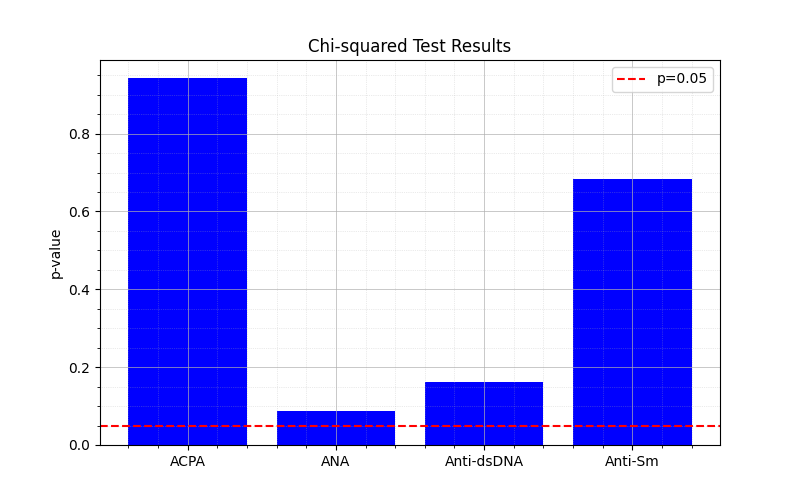 Chi-squared Test Results
p=0.05
p-value
0.8
0.6
0.4
0.2
0.0
ACPA
ANA
Anti-dsDNA
Anti-Sm